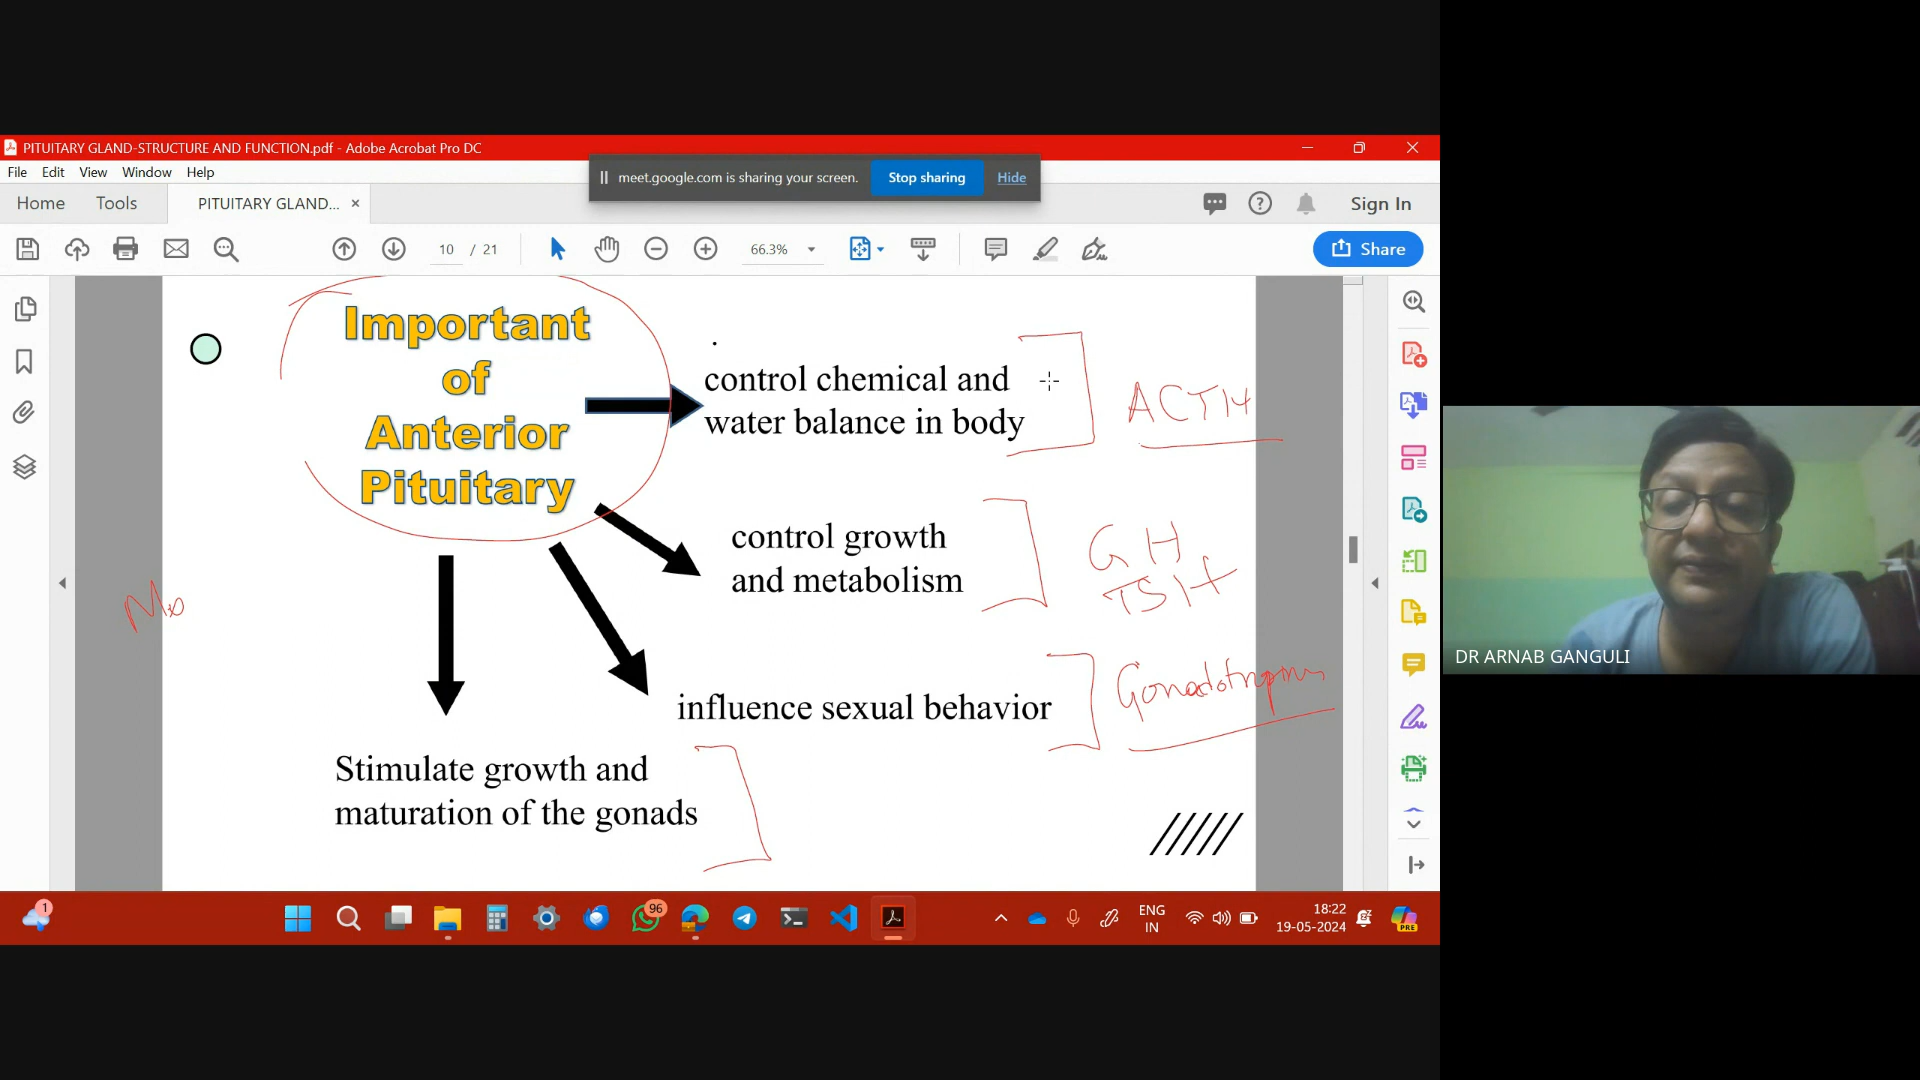 PITUITARY GLAND-STRUCTURE AND FUNCTION.pdf - Adobe Acrobat Pro DC
File Edit View Window Help
meet.google.com is sharing your screen. Stop sharing Hide
Home Tools PITUITARY GLAND... × Sign In
10 / 21 66.3% Share
Important
of
Anterior
Pituitary
control chemical and
water balance in body
ACTH
control growth
and metabolism
GH
TSH
influence sexual behavior
Gonadotropins
Stimulate growth and
maturation of the gonads
DR ARNAB GANGULI
1
96
ENG
IN
18:22
19-05-2024
PRE